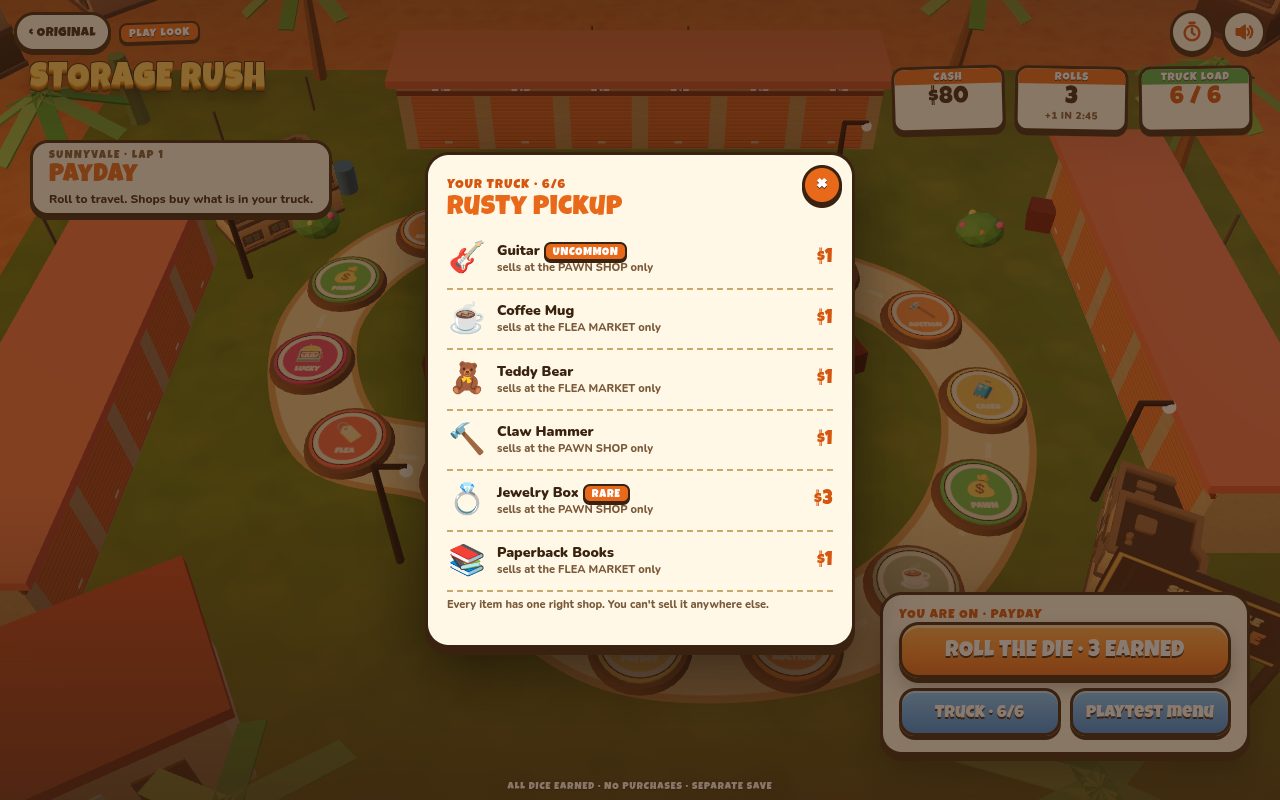 ‹ ORIGINAL
PLAY LOOK
STORAGE RUSH
CASH
$80
ROLLS
3
+1 IN 2:45
TRUCK LOAD
6 / 6
SUNNYVALE · LAP 1
PAYDAY
Roll to travel. Shops buy what is in your truck.
YOUR TRUCK · 6/6
RUSTY PICKUP
✖
Guitar UNCOMMON
sells at the PAWN SHOP only
$1
Coffee Mug
sells at the FLEA MARKET only
$1
Teddy Bear
sells at the FLEA MARKET only
$1
Claw Hammer
sells at the PAWN SHOP only
$1
Jewelry Box RARE
sells at the PAWN SHOP only
$3
Paperback Books
sells at the FLEA MARKET only
$1
Every item has one right shop. You can't sell it anywhere else.
PAWN
LUCKY
FLEA
AUCTION
PAWN
YOU ARE ON · PAYDAY
ROLL THE DIE · 3 EARNED
TRUCK · 6/6
PLAYTEST MENU
ALL DICE EARNED · NO PURCHASES · SEPARATE SAVE